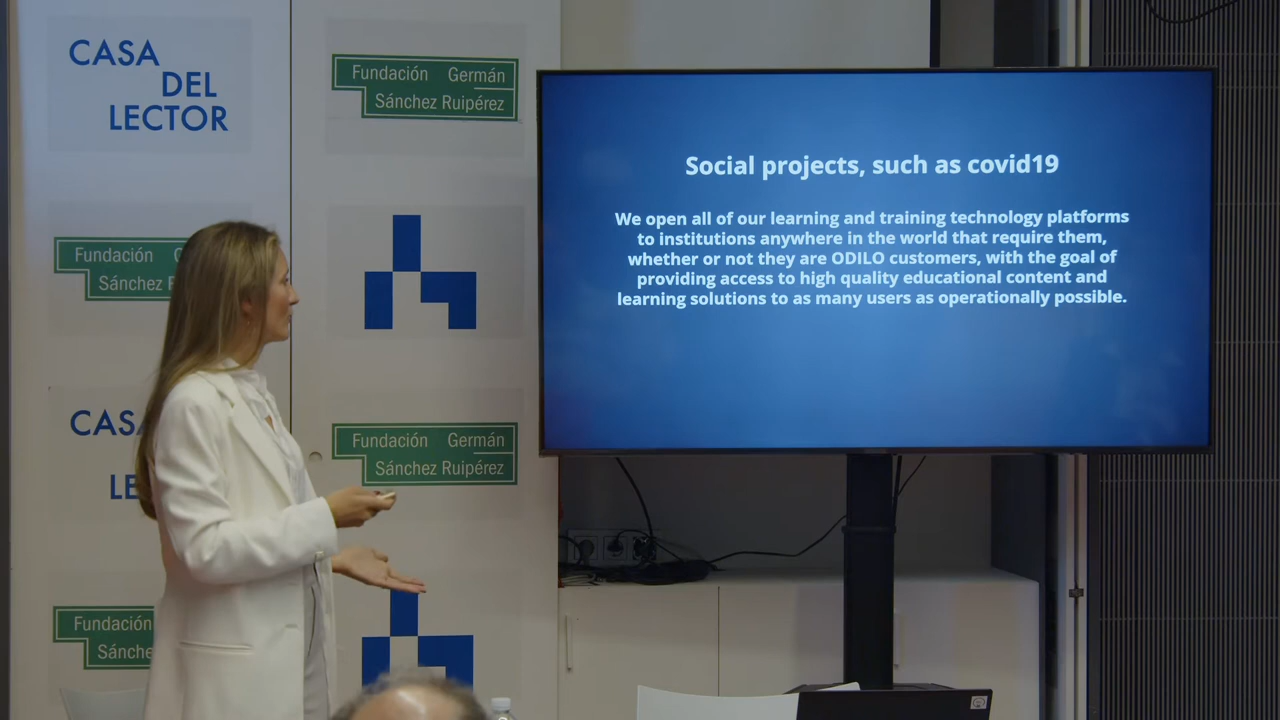 CASA
DEL
LECTOR
Fundación Germán
Sánchez Ruipérez
Fundación
Sánchez
CASA
LE
Fundación Germán
Sánchez Ruipérez
Fundación
Sánche
Social projects, such as covid19
We open all of our learning and training technology platforms
to institutions anywhere in the world that require them,
whether or not they are ODILO customers, with the goal of
providing access to high quality educational content and
learning solutions to as many users as operationally possible.